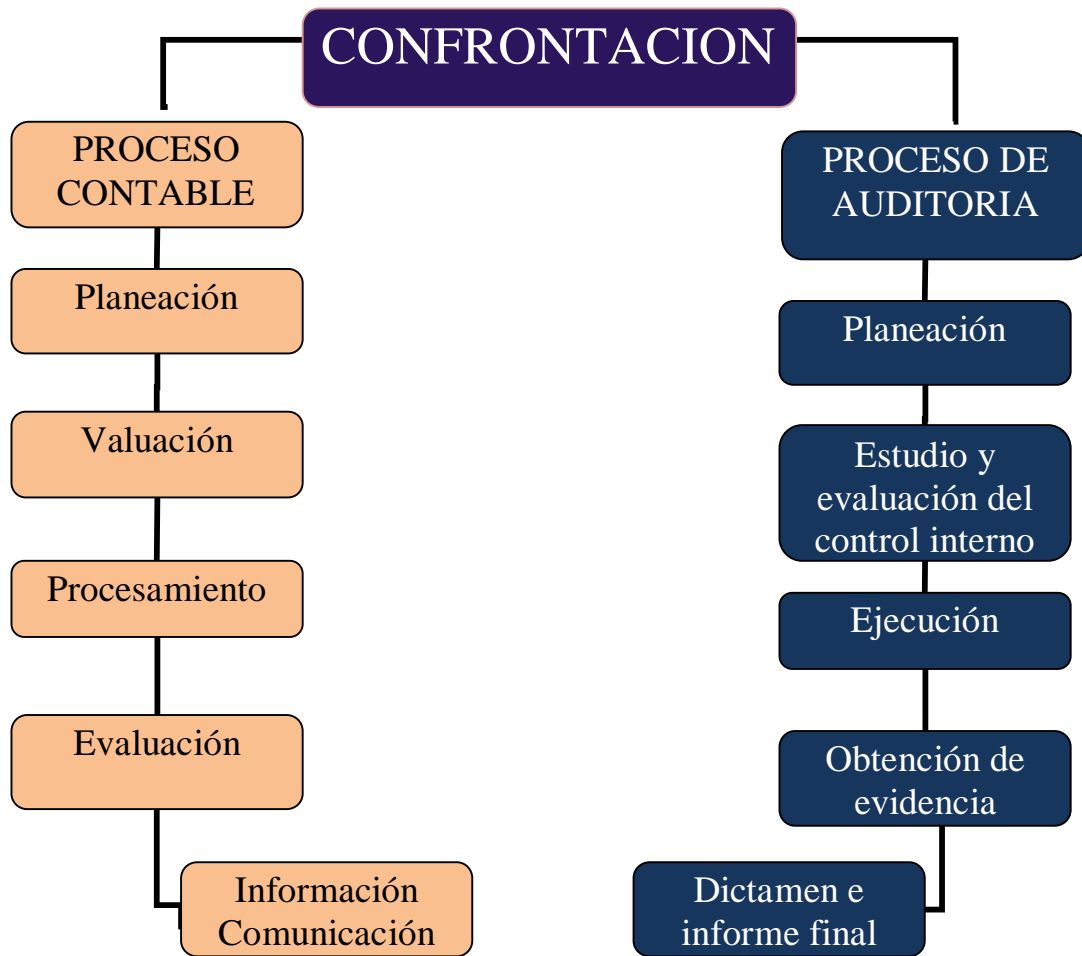 CONFRONTACION
PROCESO
CONTABLE
Planeación
Valuación
Procesamiento
Evaluación
Información
Comunicación
PROCESO DE
AUDITORIA
Planeación
Estudio y
evaluación del
control interno
Ejecución
Obtención de
evidencia
Dictamen e
informe final